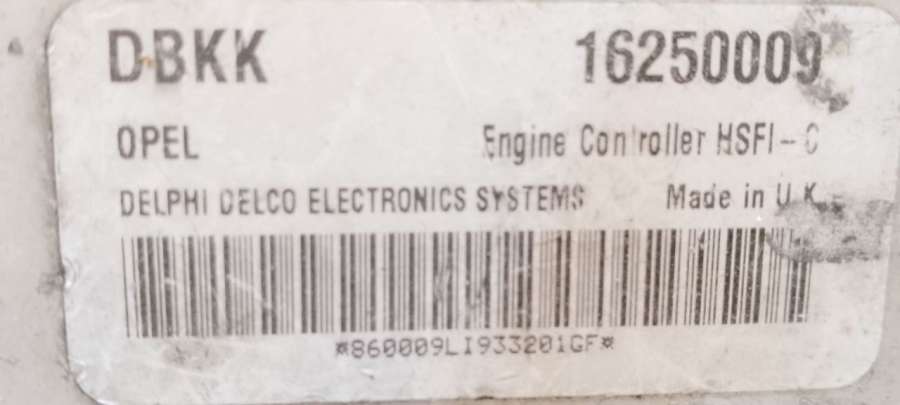 DBKK 16250009
OPEL Engine Controller HSFI-C
DELPHI DELCO ELECTRONICS SYSTEMS Made in U.K.
*860009LI933201GF*